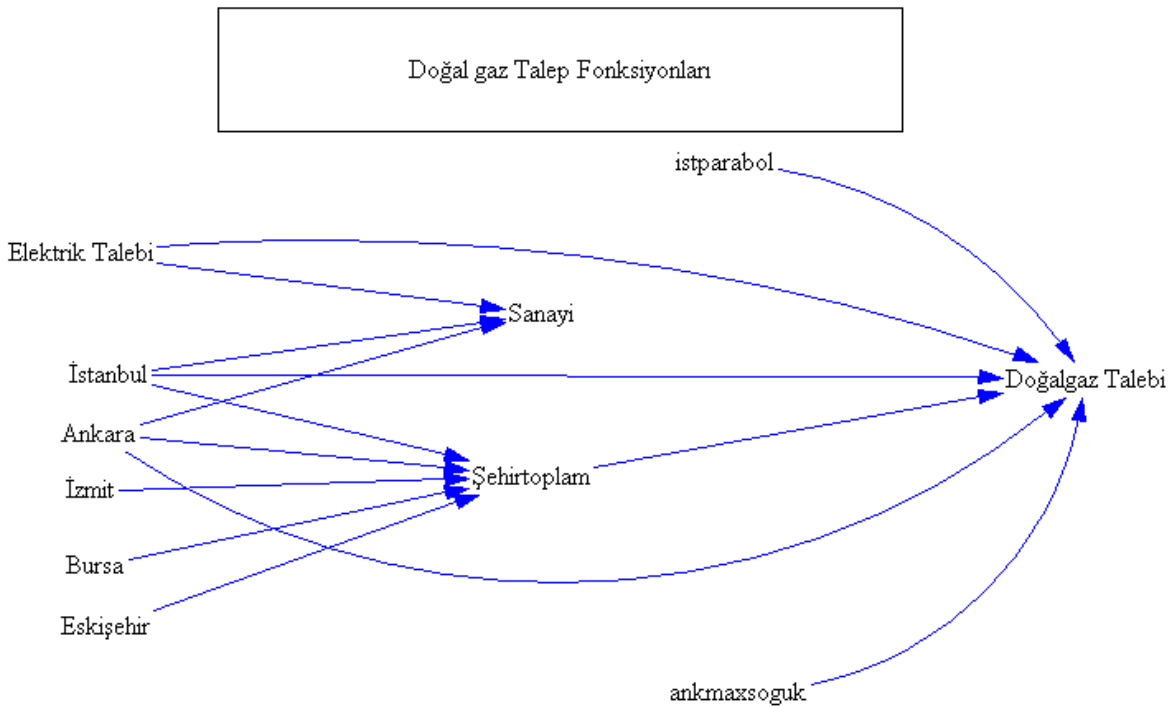 Doğal gaz Talep Fonksiyonları
istparabol
Elektrik Talebi
Sanayi
İstanbul
Doğalgaz Talebi
Ankara
Şehirtoplam
İzmit
Bursa
Eskişehir
ankmaxsoguk